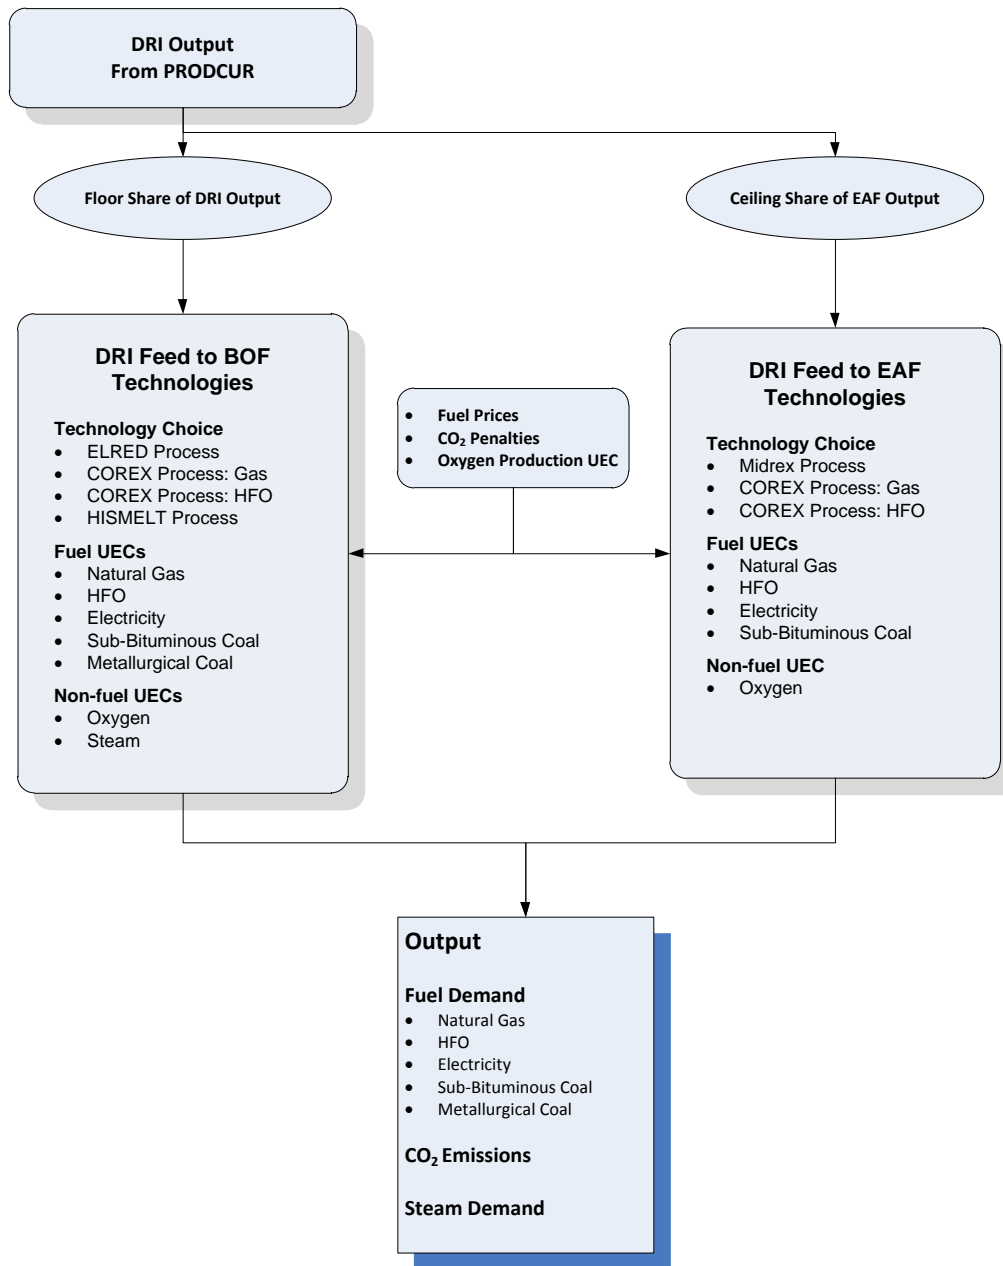 DRI Output
From PRODCUR
Floor Share of DRI Output
Ceiling Share of EAF Output
DRI Feed to BOF
Technologies
Technology Choice
• ELRED Process
• COREX Process: Gas
• COREX Process: HFO
• HISMELT Process
Fuel UECs
• Natural Gas
• HFO
• Electricity
• Sub-Bituminous Coal
• Metallurgical Coal
Non-fuel UECs
• Oxygen
• Steam
• Fuel Prices
• CO₂ Penalties
• Oxygen Production UEC
DRI Feed to EAF
Technologies
Technology Choice
• Midrex Process
• COREX Process: Gas
• COREX Process: HFO
Fuel UECs
• Natural Gas
• HFO
• Electricity
• Sub-Bituminous Coal
Non-fuel UEC
• Oxygen
Output
Fuel Demand
• Natural Gas
• HFO
• Electricity
• Sub-Bituminous Coal
• Metallurgical Coal
CO₂ Emissions
Steam Demand